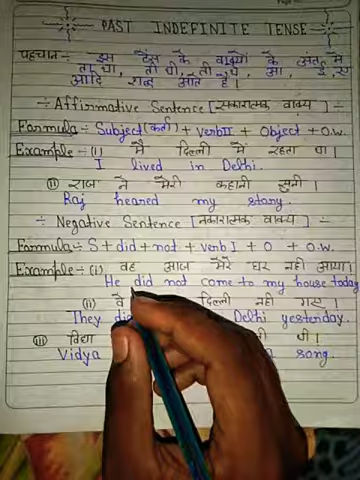 PAST INDEFINITE TENSE
पहचान :- इस टेंस के वाक्यों के अंत में
ता था, ती थी, ते थे, आ, ई, ए
आदि शब्द आते हैं।
÷ Affirmative Sentence [सकारात्मक वाक्य] ÷
Formula ÷ Subject (कर्ता) + verb II + Object + O.w.
Example :- (i) मैं दिल्ली में रहता था।
I lived in Delhi.
(ii) राज ने मेरी कहानी सुनी।
Raj heared my story.
÷ Negative Sentence [नकारात्मक वाक्य] ÷
Formula ÷ S + did + not + verb I + O + O.w.
Example ÷ (i) वह आज मेरे घर नहीं आया।
He did not come to my house today
(ii) वे दिल्ली नहीं गए।
They did Delhi yesterday.
(iii) विद्या थी।
Vidya song.